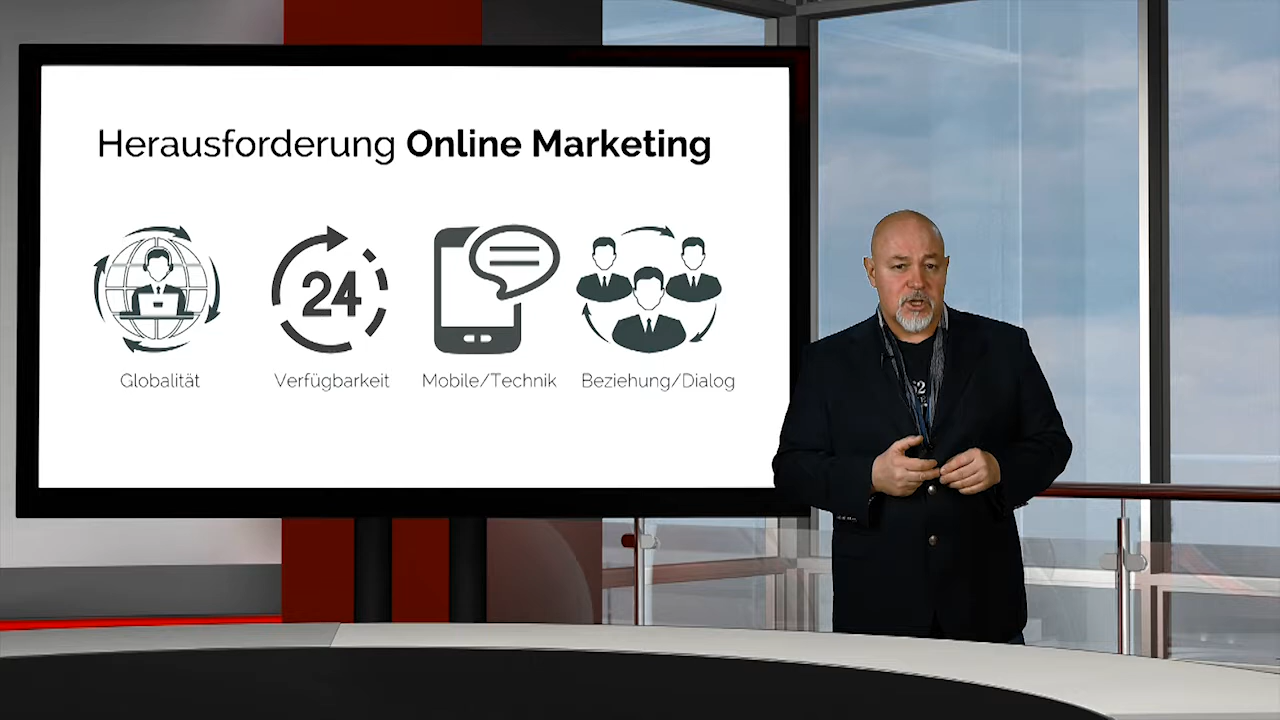 Herausforderung Online Marketing
24
Globalität
Verfügbarkeit
Mobile/Technik
Beziehung/Dialog